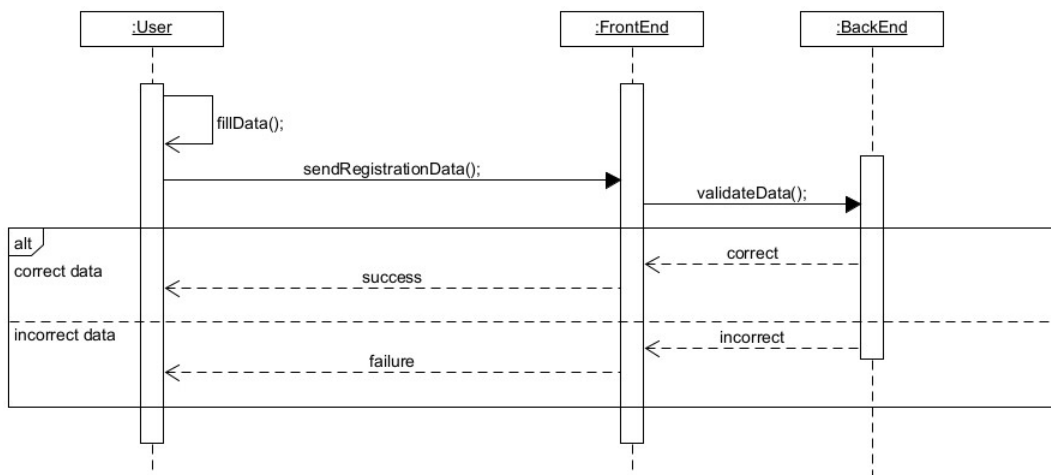 :User
:FrontEnd
:BackEnd
fillData();
sendRegistrationData();
validateData();
alt
correct data
correct
success
incorrect data
incorrect
failure